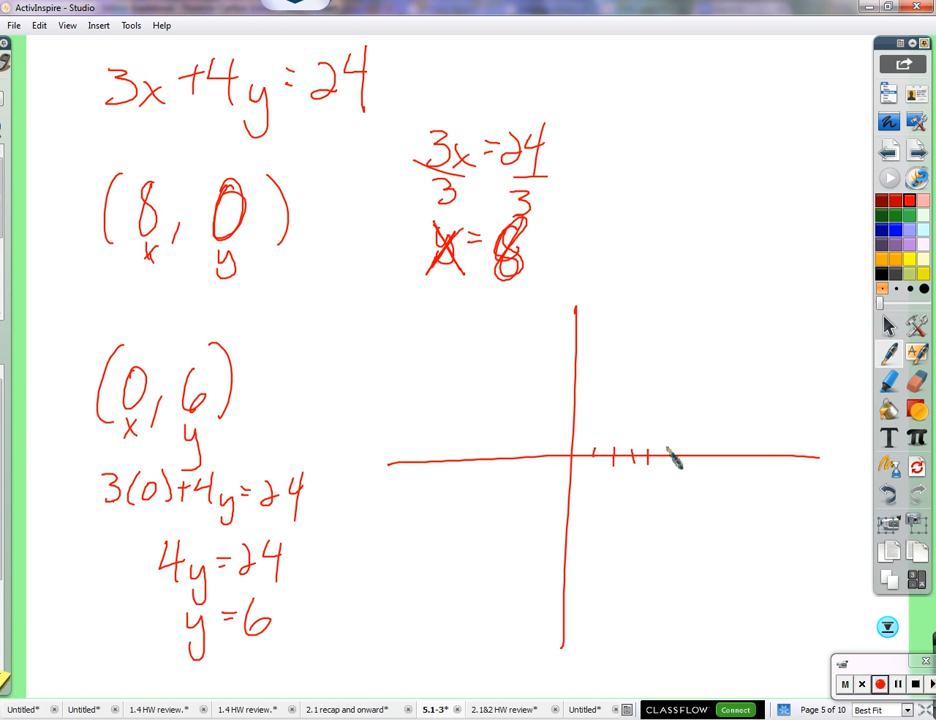 ActivInspire - Studio
File Edit View Insert Tools Help
3x+4y=24
3x=24
3 3
x=8
(8, 0)
x y
(0, 6)
x y
3(0)+4y=24
4y=24
y=6
M
Untitled* Untitled* 1.4 HW review.* 1.4 HW review.* 2.1 recap and onward* 5.1-3* 2.1&2 HW review* Untitled* CLASSFLOW Connect Page 5 of 10 Best Fit